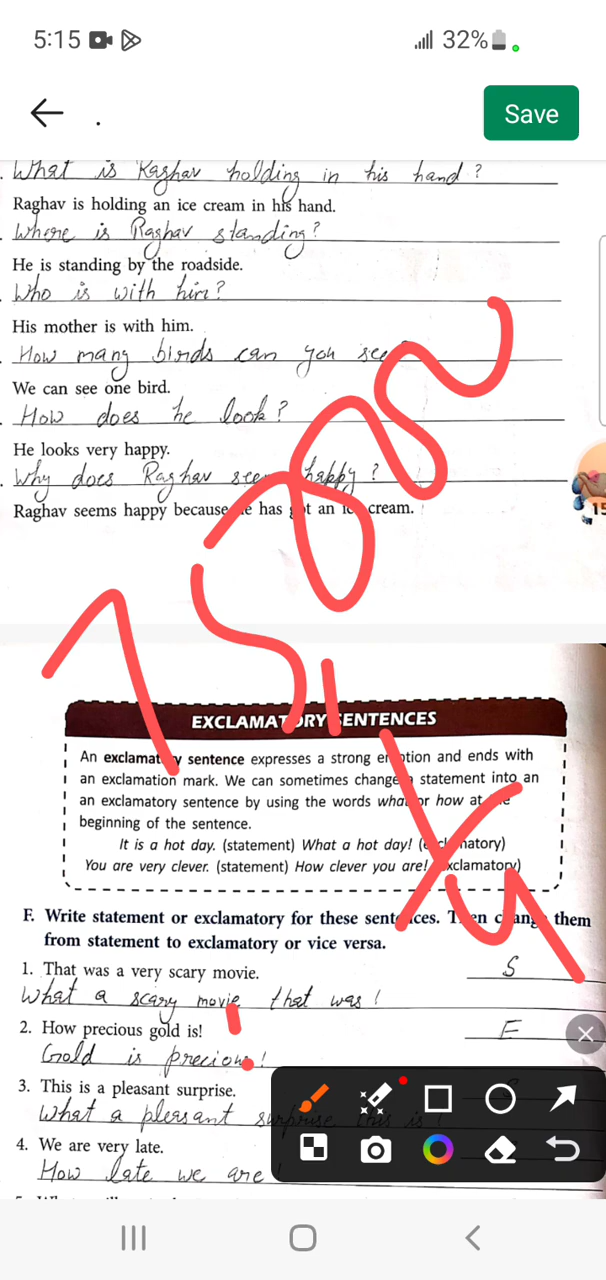 5:15 32%
.
Save
What is Raghav holding in his hand?
Raghav is holding an ice cream in his hand.
Where is Raghav standing?
He is standing by the roadside.
Who is with him?
His mother is with him.
How many birds can you see
We can see one bird.
How does he look?
He looks very happy.
Why does Raghav seem happy?
Raghav seems happy because he has got an ice cream.
15
EXCLAMATORY SENTENCES
An exclamatory sentence expresses a strong emotion and ends with
an exclamation mark. We can sometimes change a statement into an
an exclamatory sentence by using the words what or how at the
beginning of the sentence.
It is a hot day. (statement) What a hot day! (exclamatory)
You are very clever. (statement) How clever you are! (exclamatory)
F. Write statement or exclamatory for these sentences. Then change them
from statement to exclamatory or vice versa.
1. That was a very scary movie. S
What a scary movie that was!
2. How precious gold is! E
Gold is precious!
3. This is a pleasant surprise. S
What a pleasant surprise this is!
4. We are very late.
How late we are